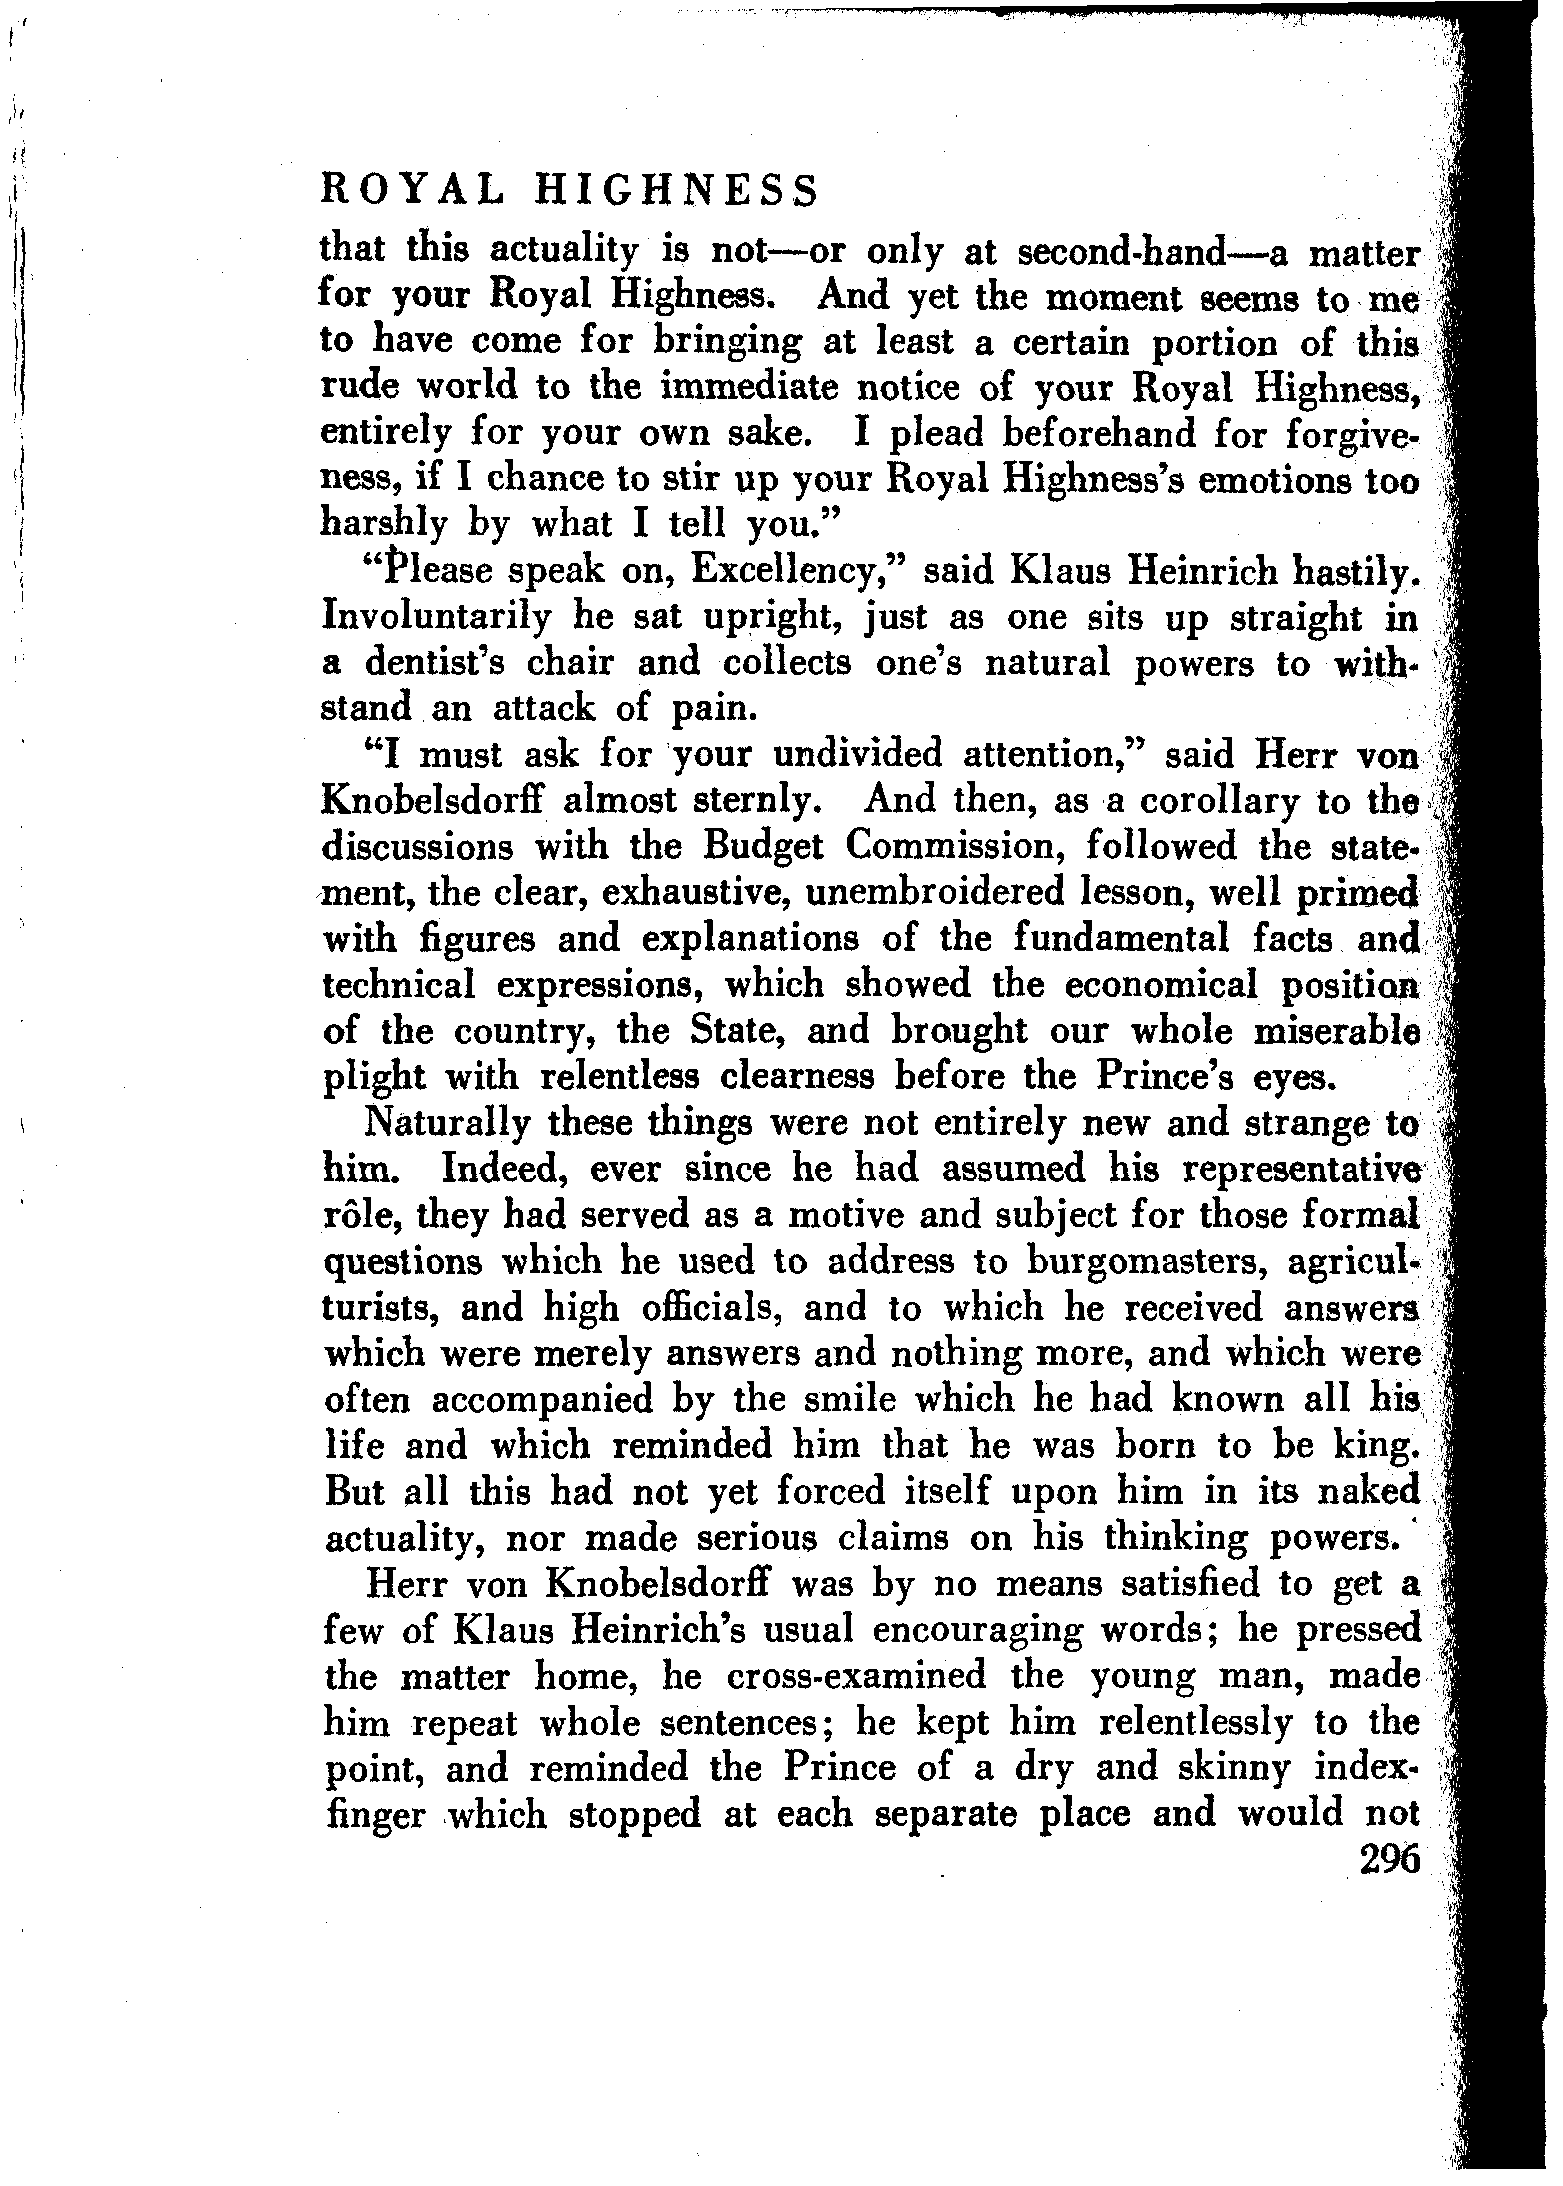 ROYAL HIGHNESS
that this actuality is not—or only at second-hand—a matter
for your Royal Highness. And yet the moment seems to me
to have come for bringing at least a certain portion of this
rude world to the immediate notice of your Royal Highness,
entirely for your own sake. I plead beforehand for forgive-
ness, if I chance to stir up your Royal Highness's emotions too
harshly by what I tell you.”
“Please speak on, Excellency,” said Klaus Heinrich hastily.
Involuntarily he sat upright, just as one sits up straight in
a dentist's chair and collects one's natural powers to with-
stand an attack of pain.
“I must ask for your undivided attention,” said Herr von
Knobelsdorff almost sternly. And then, as a corollary to the
discussions with the Budget Commission, followed the state-
ment, the clear, exhaustive, unembroidered lesson, well primed
with figures and explanations of the fundamental facts and
technical expressions, which showed the economical position
of the country, the State, and brought our whole miserable
plight with relentless clearness before the Prince's eyes.
Naturally these things were not entirely new and strange to
him. Indeed, ever since he had assumed his representative
rôle, they had served as a motive and subject for those formal
questions which he used to address to burgomasters, agricul-
turists, and high officials, and to which he received answers
which were merely answers and nothing more, and which were
often accompanied by the smile which he had known all his
life and which reminded him that he was born to be king.
But all this had not yet forced itself upon him in its naked
actuality, nor made serious claims on his thinking powers.
Herr von Knobelsdorff was by no means satisfied to get a
few of Klaus Heinrich's usual encouraging words; he pressed
the matter home, he cross-examined the young man, made
him repeat whole sentences; he kept him relentlessly to the
point, and reminded the Prince of a dry and skinny index-
finger which stopped at each separate place and would not
296